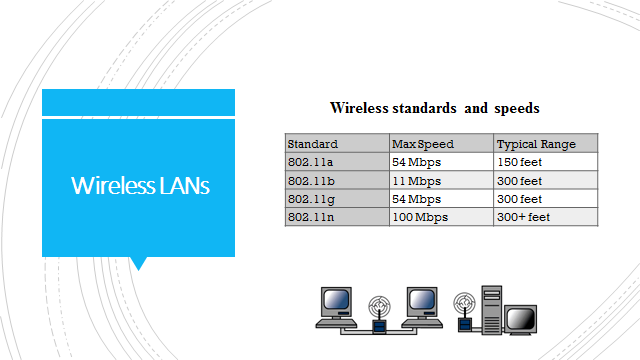 Wireless LANs
Wireless standards and speeds
Standard Max Speed Typical Range
802.11a 54 Mbps 150 feet
802.11b 11 Mbps 300 feet
802.11g 54 Mbps 300 feet
802.11n 100 Mbps 300+ feet